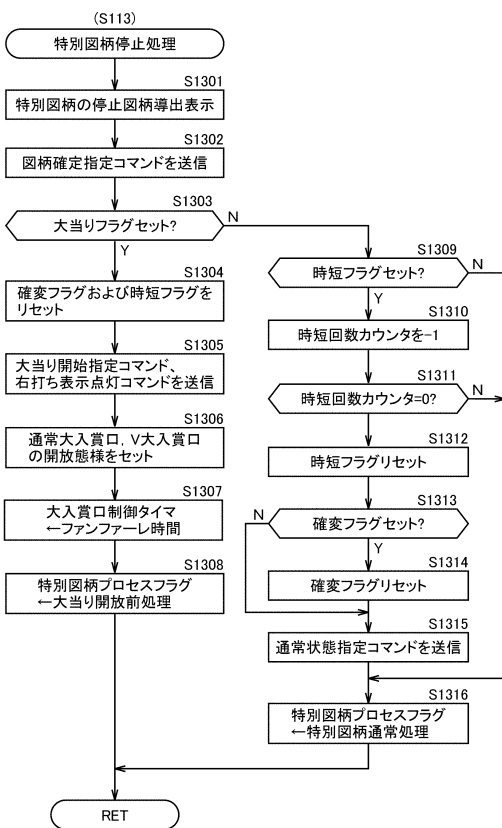 (S113)
特別図柄停止処理
S1301
特別図柄の停止図柄導出表示
S1302
図柄確定指定コマンドを送信
S1303
大当りフラグセット?
N
Y
S1304
確変フラグおよび時短フラグを
リセット
S1305
大当り開始指定コマンド、
右打ち表示点灯コマンドを送信
S1306
通常大入賞口，V大入賞口
の開放態様をセット
S1307
大入賞口制御タイマ
←ファンファーレ時間
S1308
特別図柄プロセスフラグ
←大当り開放前処理
S1309
時短フラグセット?
N
Y
S1310
時短回数カウンタを-1
S1311
時短回数カウンタ=0?
N
Y
S1312
時短フラグリセット
S1313
確変フラグセット?
N
Y
S1314
確変フラグリセット
S1315
通常状態指定コマンドを送信
S1316
特別図柄プロセスフラグ
←特別図柄通常処理
RET